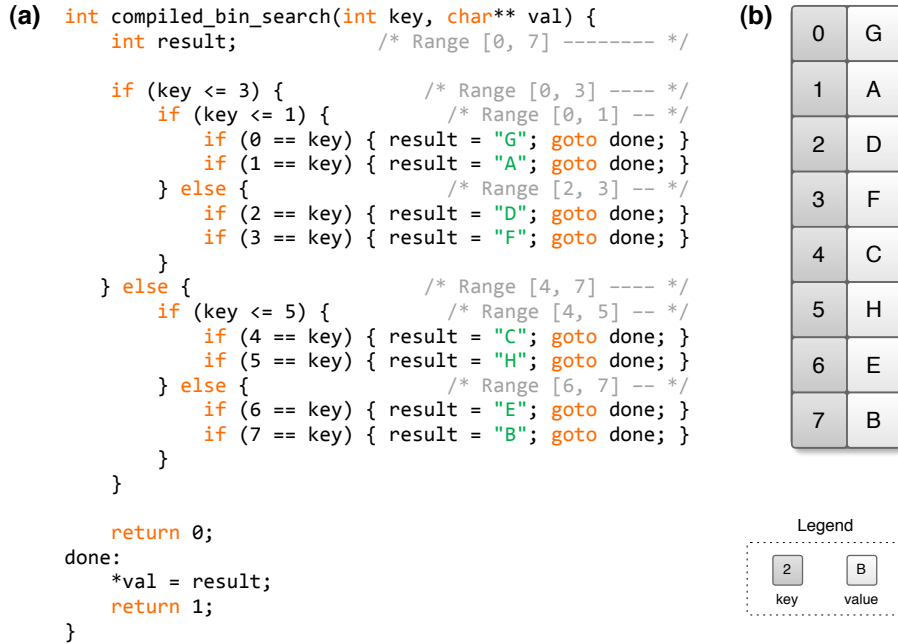 (a) int compiled_bin_search(int key, char** val) {
    int result;            /* Range [0, 7] -------- */

    if (key <= 3) {            /* Range [0, 3] ---- */
        if (key <= 1) {          /* Range [0, 1] -- */
            if (0 == key) { result = "G"; goto done; }
            if (1 == key) { result = "A"; goto done; }
        } else {                 /* Range [2, 3] -- */
            if (2 == key) { result = "D"; goto done; }
            if (3 == key) { result = "F"; goto done; }
        }
   } else {                    /* Range [4, 7] ---- */
        if (key <= 5) {          /* Range [4, 5] -- */
            if (4 == key) { result = "C"; goto done; }
            if (5 == key) { result = "H"; goto done; }
        } else {                 /* Range [6, 7] -- */
            if (6 == key) { result = "E"; goto done; }
            if (7 == key) { result = "B"; goto done; }
        }
    }

    return 0;
done:
    *val = result;
    return 1;
}
(b)
0 G
1 A
2 D
3 F
4 C
5 H
6 E
7 B
Legend
2 B
key value